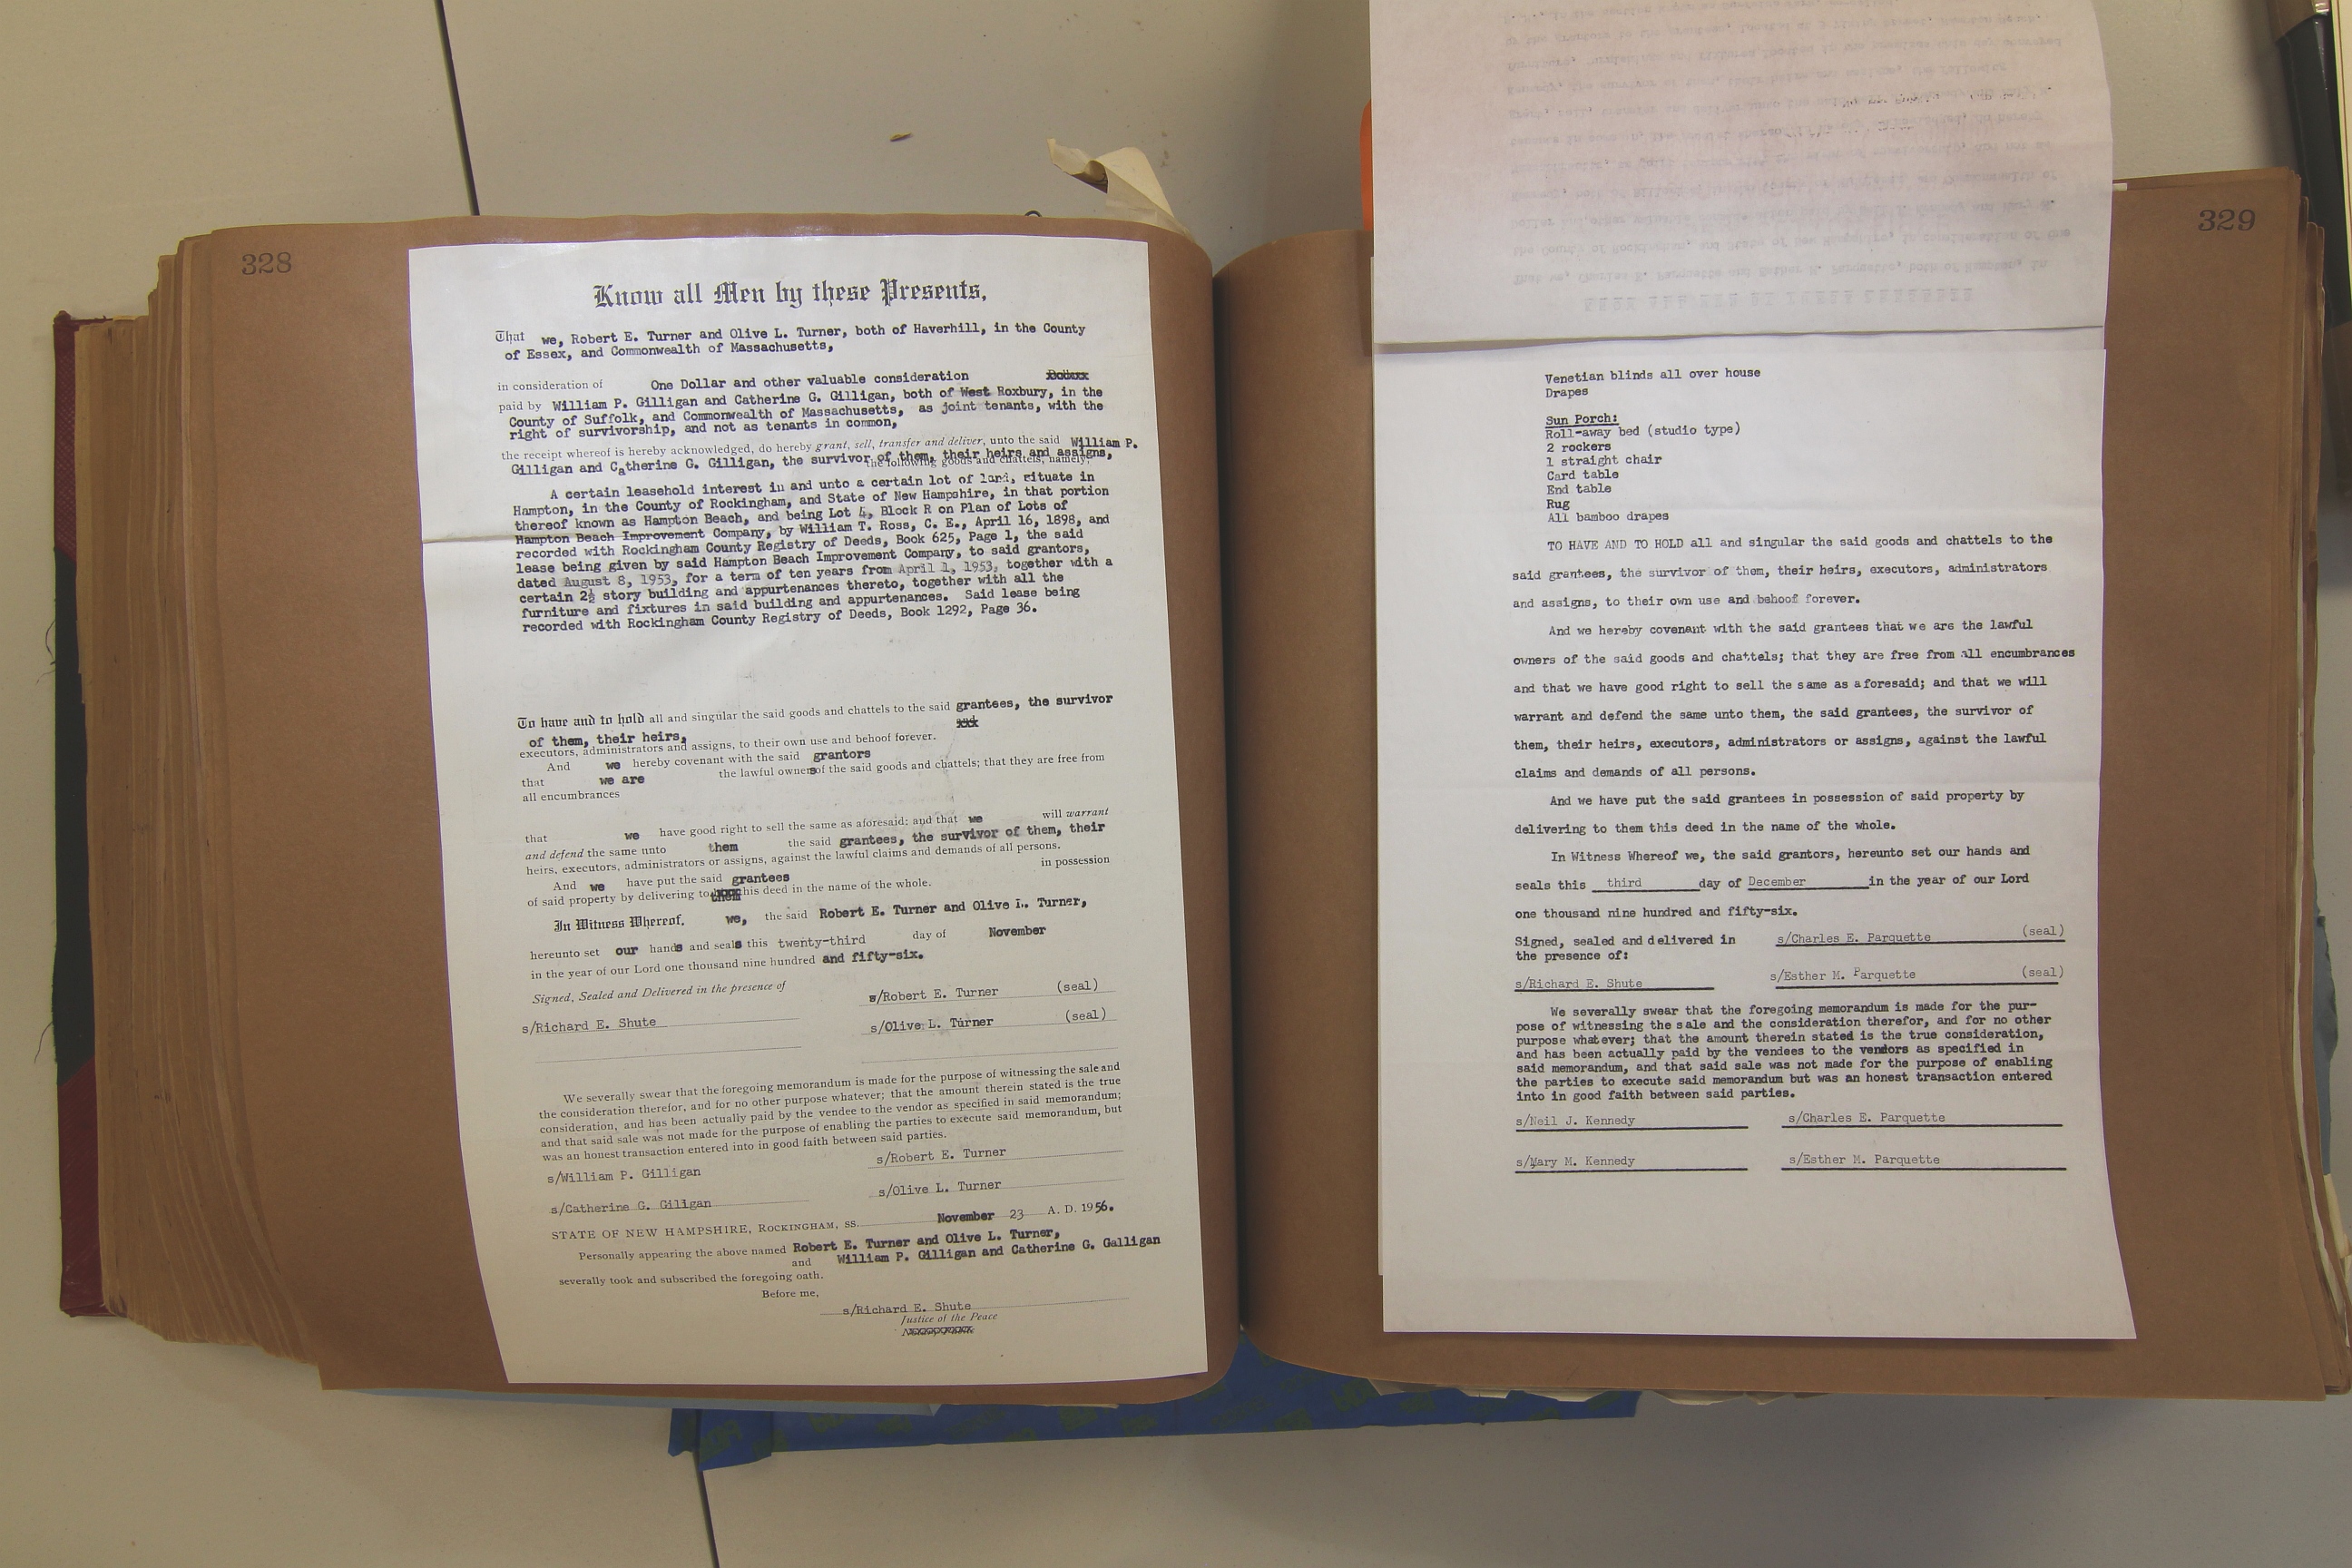 328
Know all Men by these Presents,
That we, Robert E. Turner and Olive L. Turner, both of Haverhill, in the County
of Essex, and Commonwealth of Massachusetts,
in consideration of One Dollar and other valuable consideration
paid by William P. Gilligan and Catherine G. Gilligan, both of West Roxbury, in the
County of Suffolk, and Commonwealth of Massachusetts, as joint tenants, with the
right of survivorship, and not as tenants in common,
the receipt whereof is hereby acknowledged, do hereby grant, sell, transfer and deliver, unto the said William P.
Gilligan and Catherine G. Gilligan, the survivor of them, their heirs and assigns,
the following goods and chattels, namely:
A certain leasehold interest in and unto a certain lot of land, situate in
Hampton, in the County of Rockingham, and State of New Hampshire, in that portion
thereof known as Hampton Beach, and being Lot 4, Block R on Plan of Lots of
Hampton Beach Improvement Company, by William T. Ross, C. E., April 16, 1898, and
recorded with Rockingham County Registry of Deeds, Book 625, Page 1, the said
lease being given by said Hampton Beach Improvement Company, to said grantors,
dated August 8, 1953, for a term of ten years from April 1, 1953, together with a
certain 2½ story building and appurtenances thereto, together with all the
furniture and fixtures in said building and appurtenances. Said lease being
recorded with Rockingham County Registry of Deeds, Book 1292, Page 36.
To have and to hold all and singular the said goods and chattels to the said grantees, the survivor
of them, their heirs,
executors, administrators and assigns, to their own use and behoof forever.
And we hereby covenant with the said grantors
that we are the lawful owners of the said goods and chattels; that they are free from
all encumbrances
that we have good right to sell the same as aforesaid; and that we will warrant
and defend the same unto them the said grantees, the survivor of them, their
heirs, executors, administrators or assigns, against the lawful claims and demands of all persons.
And we have put the said grantees in possession
of said property by delivering to them this deed in the name of the whole.
In Witness Whereof, we, the said Robert E. Turner and Olive L. Turner,
hereunto set our hands and seals this twenty-third day of November
in the year of our Lord one thousand nine hundred and fifty-six.
Signed, Sealed and Delivered in the presence of
s/Robert E. Turner (seal)
s/Richard E. Shute s/Olive L. Turner (seal)
We severally swear that the foregoing memorandum is made for the purpose of witnessing the sale and
the consideration therefor, and for no other purpose whatever; that the amount therein stated is the true
consideration, and has been actually paid by the vendee to the vendor as specified in said memorandum;
and that said sale was not made for the purpose of enabling the parties to execute said memorandum, but
was an honest transaction entered into in good faith between said parties.
s/William P. Gilligan s/Robert E. Turner
s/Catherine G. Giligan s/Olive L. Turner
STATE OF NEW HAMPSHIRE, ROCKINGHAM, SS. November 23 A. D. 1956.
Personally appearing the above named Robert E. Turner and Olive L. Turner,
and William P. Gilligan and Catherine G. Galligan
severally took and subscribed the foregoing oath.
Before me,
s/Richard E. Shute
Justice of the Peace
329
Venetian blinds all over house
Drapes
Sun Porch:
Roll-away bed (studio type)
2 rockers
1 straight chair
Card table
End table
Rug
All bamboo drapes
TO HAVE AND TO HOLD all and singular the said goods and chattels to the
said grantees, the survivor of them, their heirs, executors, administrators
and assigns, to their own use and behoof forever.
And we hereby covenant with the said grantees that we are the lawful
owners of the said goods and chattels; that they are free from all encumbrances
and that we have good right to sell the same as aforesaid; and that we will
warrant and defend the same unto them, the said grantees, the survivor of
them, their heirs, executors, administrators or assigns, against the lawful
claims and demands of all persons.
And we have put the said grantees in possession of said property by
delivering to them this deed in the name of the whole.
In Witness Whereof we, the said grantors, hereunto set our hands and
seals this third day of December in the year of our Lord
one thousand nine hundred and fifty-six.
Signed, sealed and delivered in s/Charles E. Parquette (seal)
the presence of:
s/Richard E. Shute s/Esther M. Parquette (seal)
We severally swear that the foregoing memorandum is made for the pur-
pose of witnessing the sale and the consideration therefor, and for no other
purpose whatever; that the amount therein stated is the true consideration,
and has been actually paid by the vendees to the vendors as specified in
said memorandum, and that said sale was not made for the purpose of enabling
the parties to execute said memorandum but was an honest transaction entered
into in good faith between said parties.
s/Neil J. Kennedy s/Charles E. Parquette
s/Mary M. Kennedy s/Esther M. Parquette